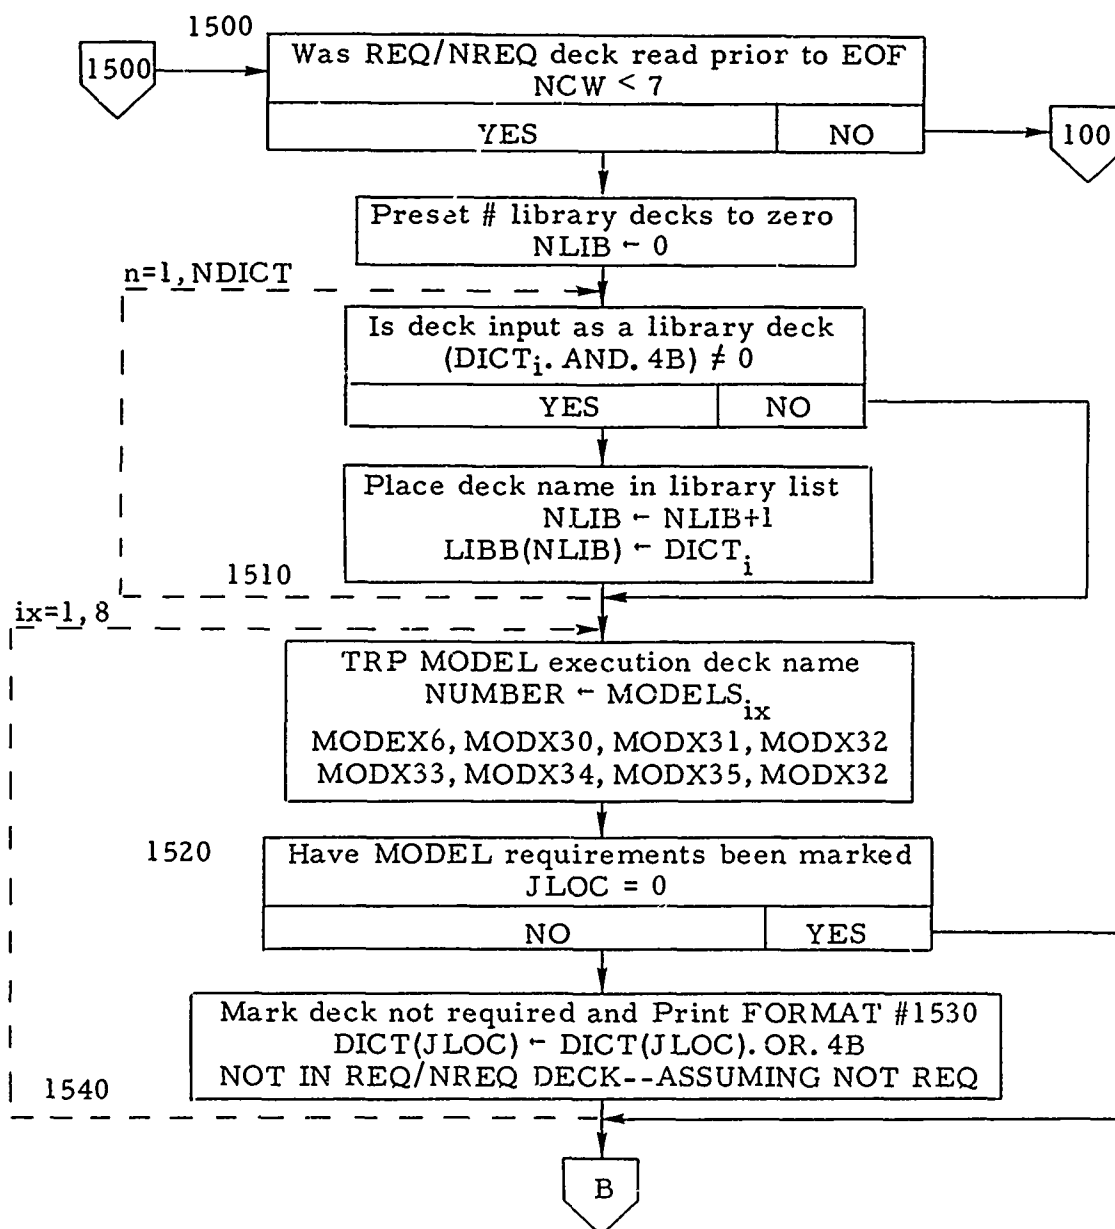 1500
1500
Was REQ/NREQ deck read prior to EOF
NCW < 7
YES NO
100
Preset # library decks to zero
NLIB ← 0
n=1, NDICT
Is deck input as a library deck
(DICTi. AND. 4B) ≠ 0
YES NO
Place deck name in library list
NLIB ← NLIB+1
LIBB(NLIB) ← DICTi
1510
ix=1, 8
TRP MODEL execution deck name
NUMBER ← MODELSix
MODEX6, MODX30, MODX31, MODX32
MODX33, MODX34, MODX35, MODX32
1520
Have MODEL requirements been marked
JLOC = 0
NO YES
Mark deck not required and Print FORMAT #1530
DICT(JLOC) ← DICT(JLOC). OR. 4B
NOT IN REQ/NREQ DECK--ASSUMING NOT REQ
1540
B